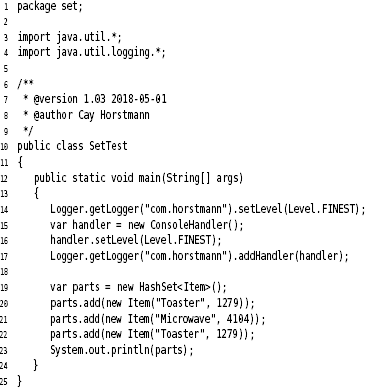 1 package set;
2
3 import java.util.*;
4 import java.util.logging.*;
5
6 /**
7 * @version 1.03 2018-05-01
8 * @author Cay Horstmann
9 */
10 public class SetTest
11 {
12 public static void main(String[] args)
13 {
14 Logger.getLogger("com.horstmann").setLevel(Level.FINEST);
15 var handler = new ConsoleHandler();
16 handler.setLevel(Level.FINEST);
17 Logger.getLogger("com.horstmann").addHandler(handler);
18
19 var parts = new HashSet<Item>();
20 parts.add(new Item("Toaster", 1279));
21 parts.add(new Item("Microwave", 4104));
22 parts.add(new Item("Toaster", 1279));
23 System.out.println(parts);
24 }
25 }